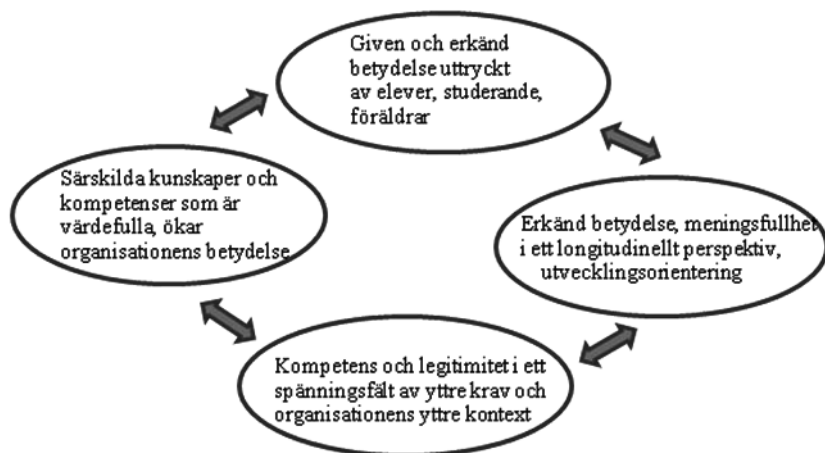 Given och erkänd
betydelse uttryckt
av elever, studerande,
föräldrar
Särskilda kunskaper och
kompetenser som är
värdefulla, ökar
organisationens betydelse
Erkänd betydelse, meningsfullhet
i ett longitudinellt perspektiv,
utvecklingsorientering
Kompetens och legitimitet i ett
spänningsfält av yttre krav och
organisationens yttre kontext